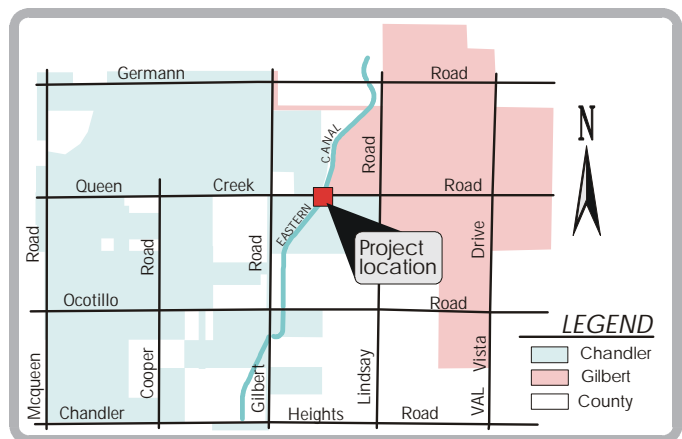 Germann Road
N
CANAL
Road
Queen Creek Road
EASTERN
Road
Road
Road
Drive
Project
location
Ocotillo Road
LEGEND
Chandler
Gilbert
County
Mcqueen
Cooper
Gilbert
Lindsay
VAL Vista
Chandler Heights Road